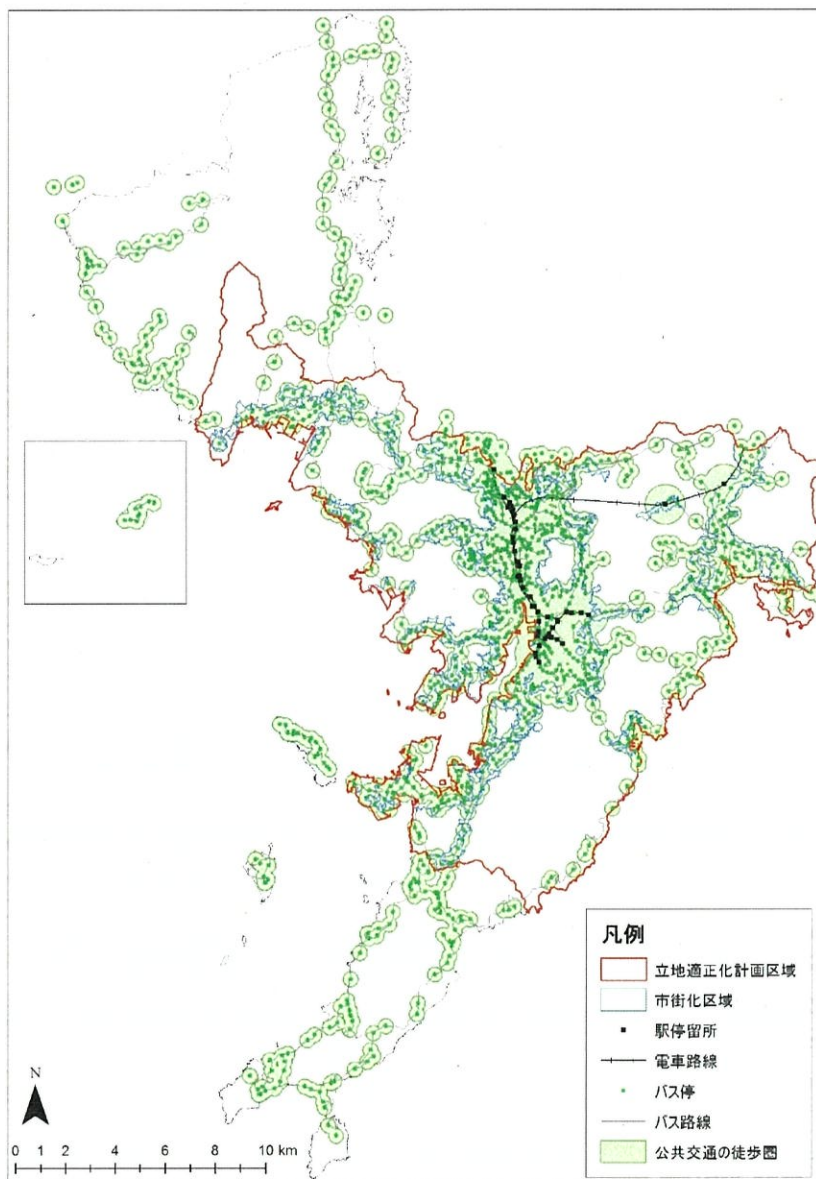 凡例
立地適正化計画区域
市街化区域
駅停留所
電車路線
バス停
バス路線
公共交通の徒歩圏
N
0 1 2 4 6 8 10 km